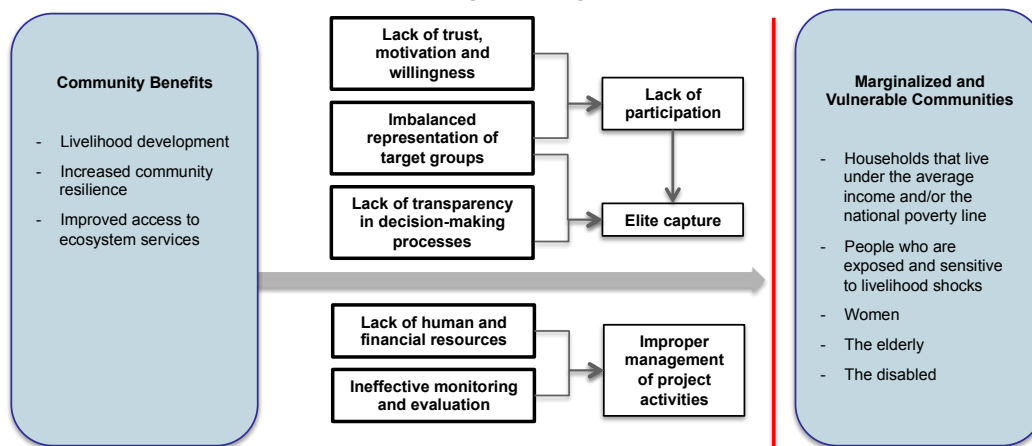 Community Benefits
- Livelihood development
- Increased community
resilience
- Improved access to
ecosystem services
Lack of trust,
motivation and
willingness
Imbalanced
representation of
target groups
Lack of transparency
in decision-making
processes
Lack of
participation
Elite capture
Lack of human and
financial resources
Ineffective monitoring
and evaluation
Improper
management
of project
activities
Marginalized and
Vulnerable Communities
- Households that live
under the average
income and/or the
national poverty line
- People who are
exposed and sensitive
to livelihood shocks
- Women
- The elderly
- The disabled